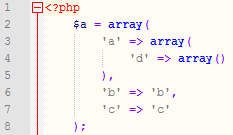 1 <?php
2 $a = array(
3 'a' => array(
4 'd' => array()
5 ),
6 'b' => 'b',
7 'c' => 'c'
8 );